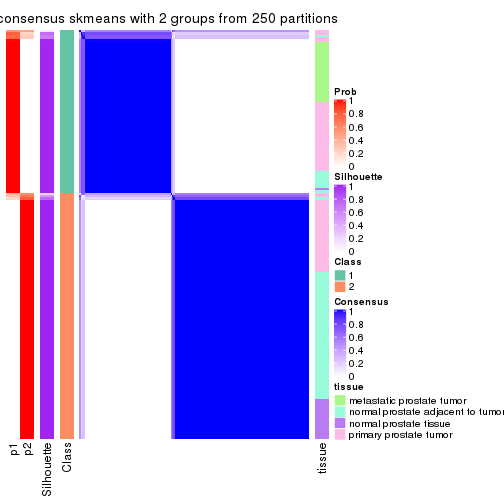 consensus skmeans with 2 groups from 250 partitions
Prob
1
0.8
0.6
0.4
0.2
0
Silhouette
1
0.8
0.6
0.4
0.2
0
Class
1
2
Consensus
1
0.8
0.6
0.4
0.2
0
tissue
metastatic prostate tumor
normal prostate adjacent to tumor
normal prostate tissue
primary prostate tumor
p1
p2
Silhouette
Class
tissue